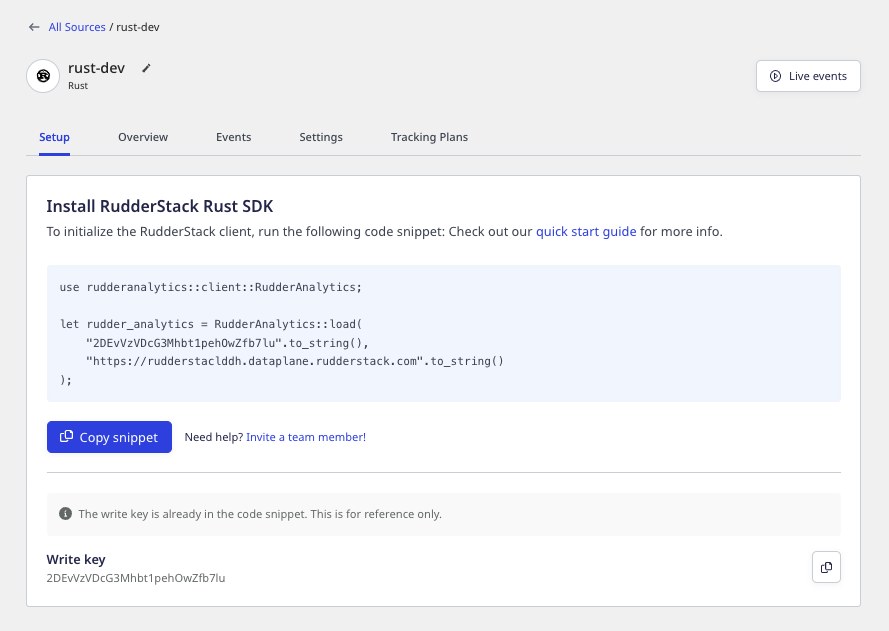 All Sources / rust-dev
rust-dev
Rust
Live events
Setup
Overview
Events
Settings
Tracking Plans
Install RudderStack Rust SDK
To initialize the RudderStack client, run the following code snippet: Check out our quick start guide for more info.
use rudderanalytics::client::RudderAnalytics;
let rudder_analytics = RudderAnalytics::load(
"2DEvVzVDcG3Mhbt1pehOwZfb7lu".to_string(),
"https://rudderstaclddh.dataplane.rudderstack.com".to_string()
);
Copy snippet
Need help? Invite a team member!
The write key is already in the code snippet. This is for reference only.
Write key
2DEvVzVDcG3Mhbt1pehOwZfb7lu